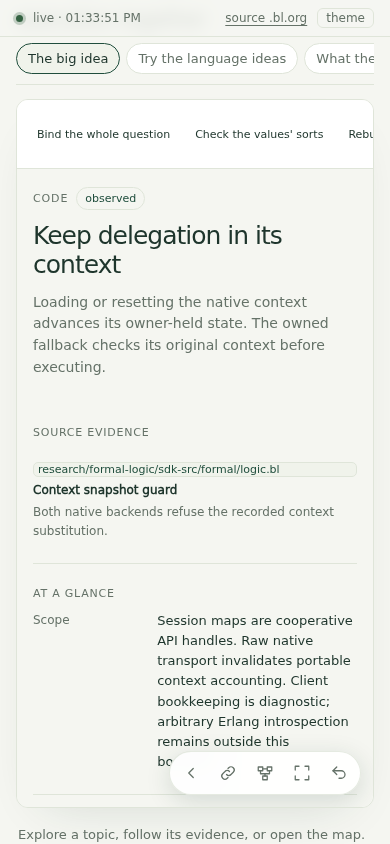 live · 01:33:51 PM
source .bl.org
theme
The big idea
Try the language ideas
What the
Bind the whole question
Check the values' sorts
Rebu
CODE
observed
Keep delegation in its
context
Loading or resetting the native context
advances its owner-held state. The owned
fallback checks its original context before
executing.
SOURCE EVIDENCE
research/formal-logic/sdk-src/formal/logic.bl
Context snapshot guard
Both native backends refuse the recorded context
substitution.
AT A GLANCE
Scope
Session maps are cooperative
API handles. Raw native
transport invalidates portable
context accounting. Client
bookkeeping is diagnostic;
arbitrary Erlang introspection
remains outside this
Explore a topic, follow its evidence, or open the map.